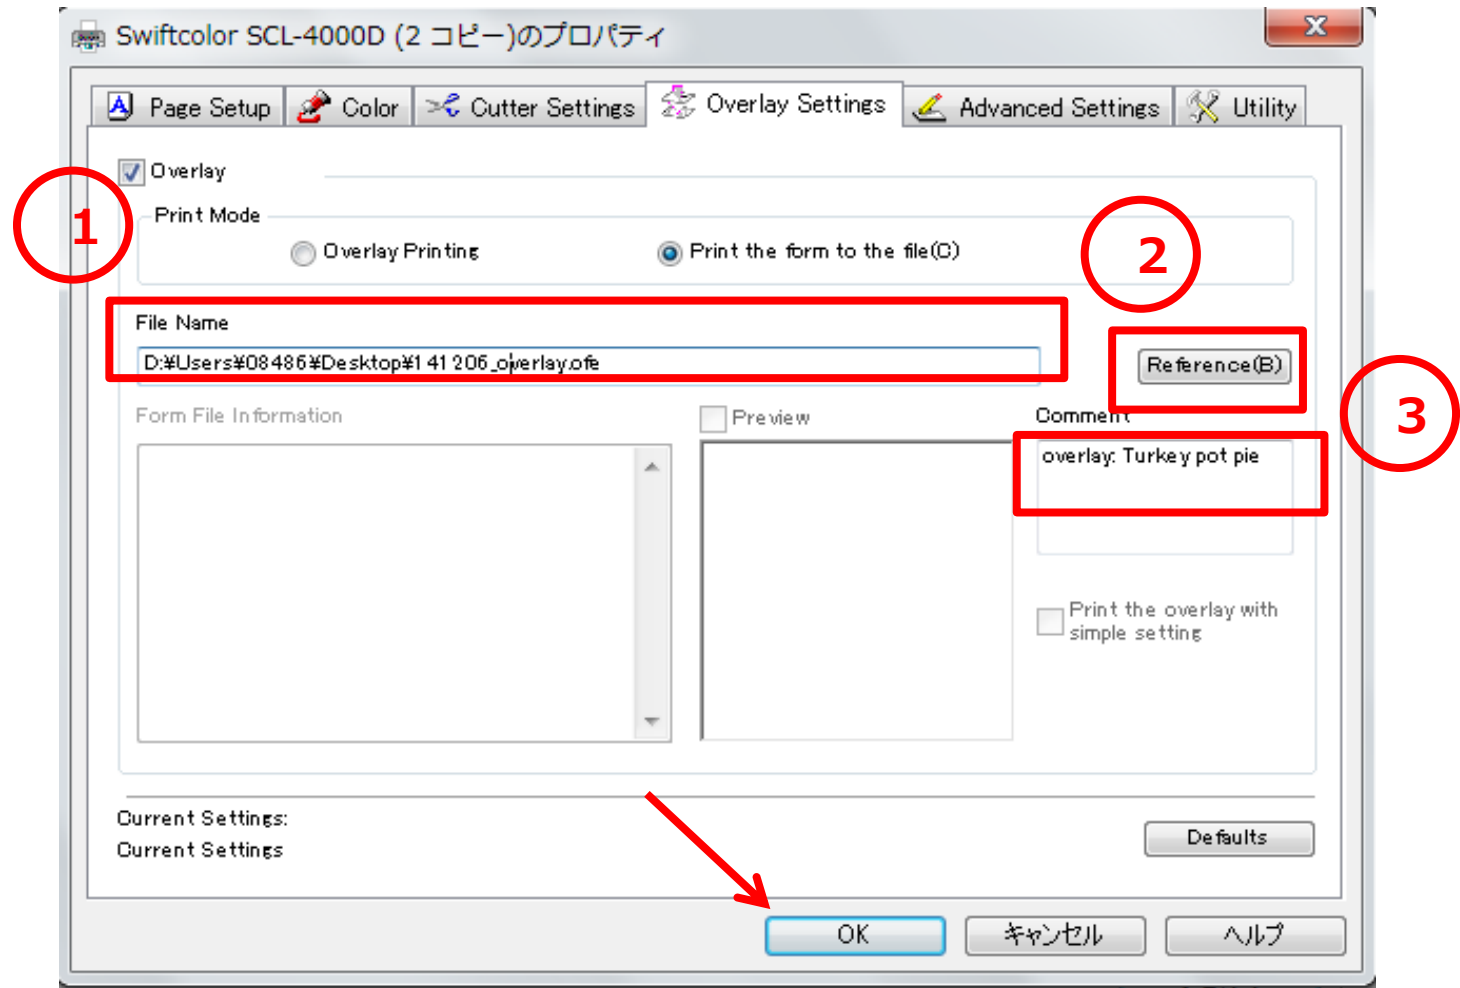 Swiftcolor SCL-4000D (2 コピー)のプロパティ
x
Page Setup
Color
Cutter Settings
Overlay Settings
Advanced Settings
Utility
Overlay
1
Print Mode
Overlay Printing
Print the form to the file(C)
2
File Name
D:¥Users¥08486¥Desktop¥141206_overlay.ofe
Reference(B)
3
Form File Information
Preview
Comment
overlay: Turkey pot pie
Print the overlay with
simple setting
Current Settings:
Current Settings
Defaults
OK
キャンセル
ヘルプ